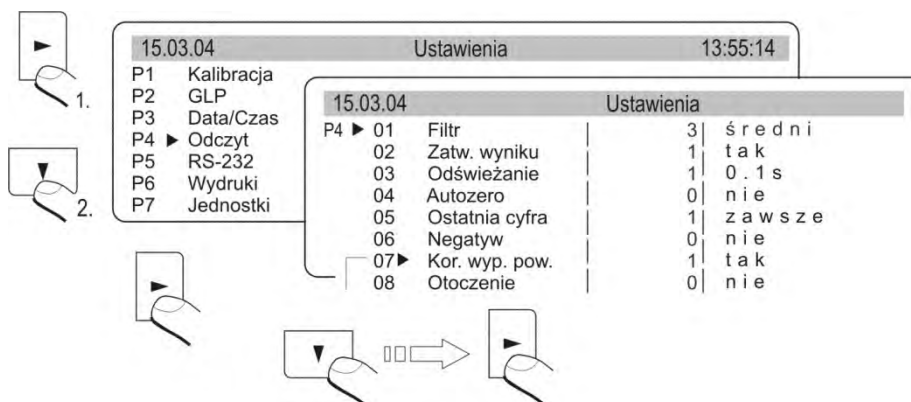 15.03.04 Ustawienia 13:55:14
P1 Kalibracja
P2 GLP
P3 Data/Czas
P4 ► Odczyt
P5 RS-232
P6 Wydruki
P7 Jednostki
1.
2.
15.03.04 Ustawienia
P4 ► 01 Filtr | 3| średni
02 Zatw. wyniku | 1| tak
03 Odświeżanie | 1| 0.1s
04 Autozero | 0| nie
05 Ostatnia cyfra | 1| zawsze
06 Negatyw | 0| nie
07► Kor. wyp. pow. | 1| tak
08 Otoczenie | 0| nie